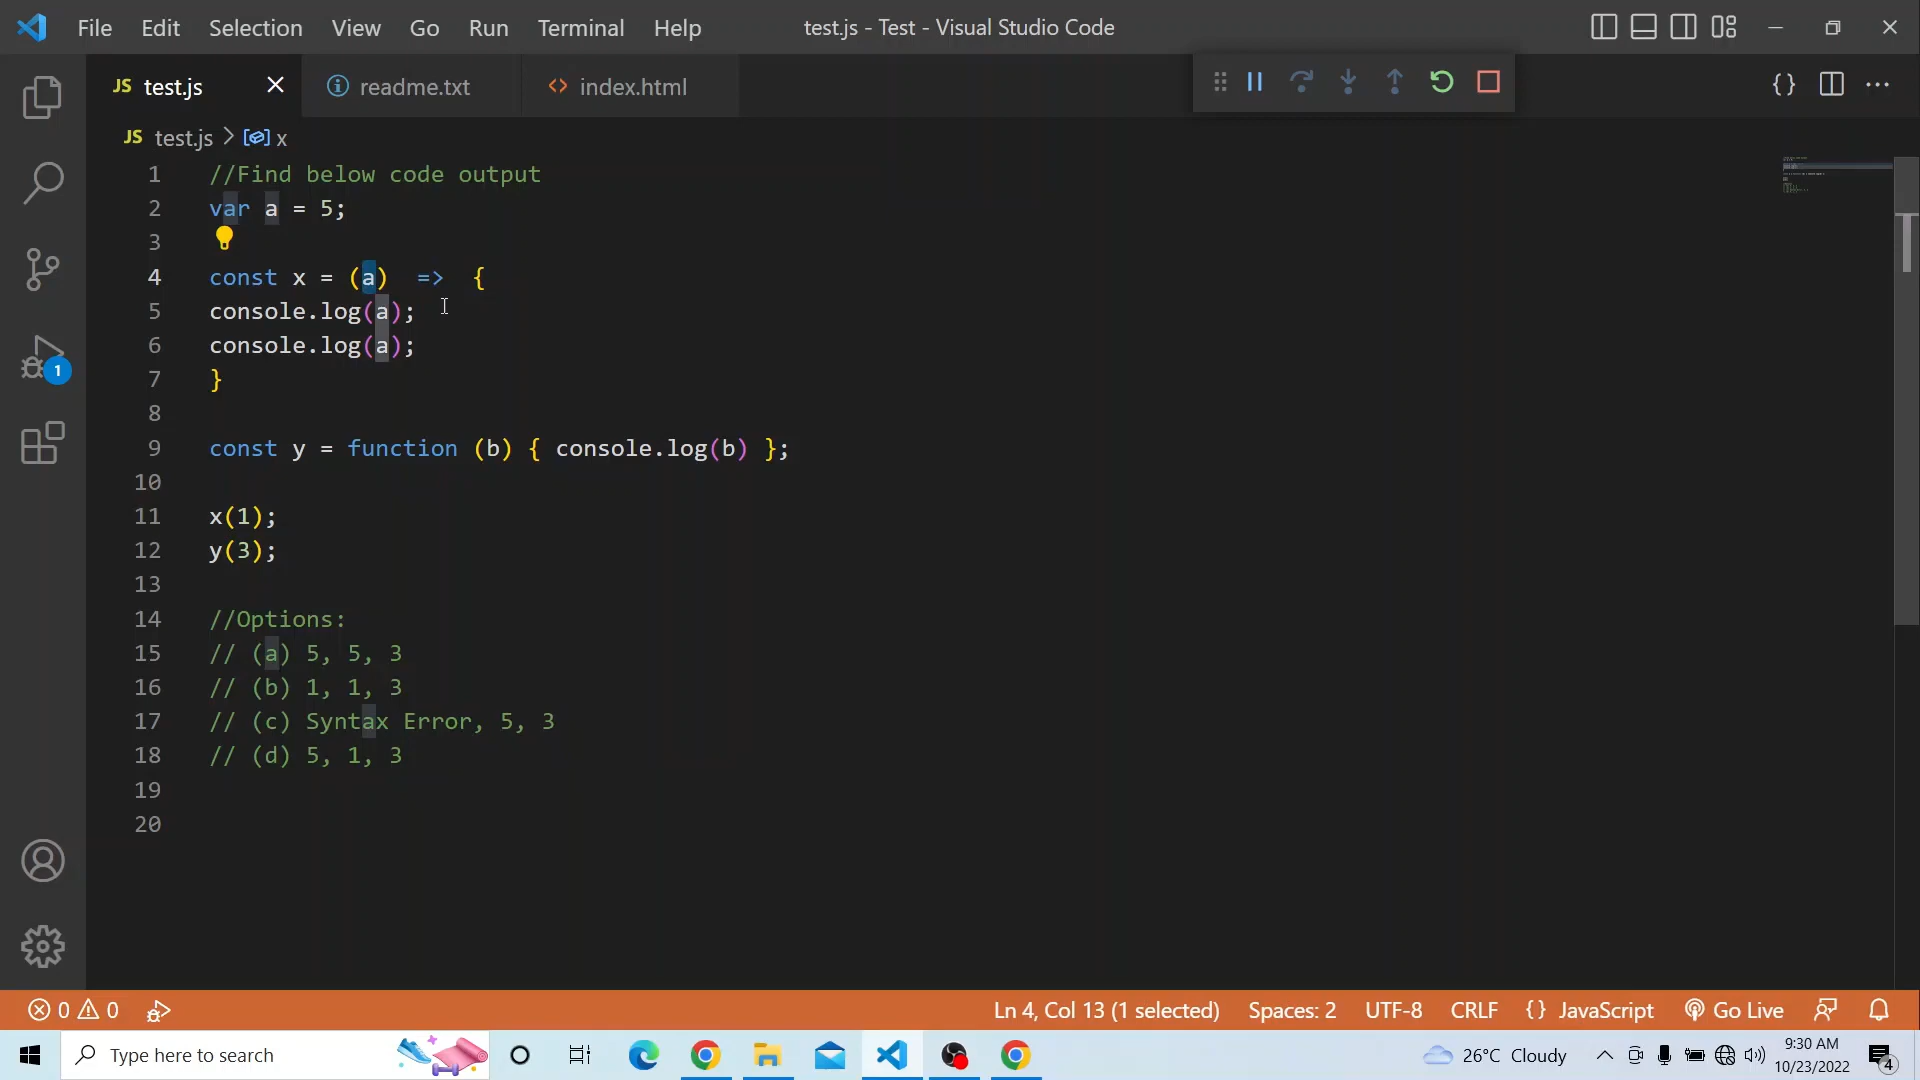 File Edit Selection View Go Run Terminal Help test.js - Test - Visual Studio Code
JS test.js readme.txt index.html
JS test.js > x
1 //Find below code output
2 var a = 5;
3
4 const x = (a)  =>  {
5 console.log(a);
6 console.log(a);
7 }
8
9 const y = function (b) { console.log(b) };
10
11 x(1);
12 y(3);
13
14 //Options:
15 // (a) 5, 5, 3
16 // (b) 1, 1, 3
17 // (c) Syntax Error, 5, 3
18 // (d) 5, 1, 3
19
20
1
0 0 Ln 4, Col 13 (1 selected) Spaces: 2 UTF-8 CRLF {} JavaScript Go Live
Type here to search 26°C Cloudy 9:30 AM
10/23/2022
4